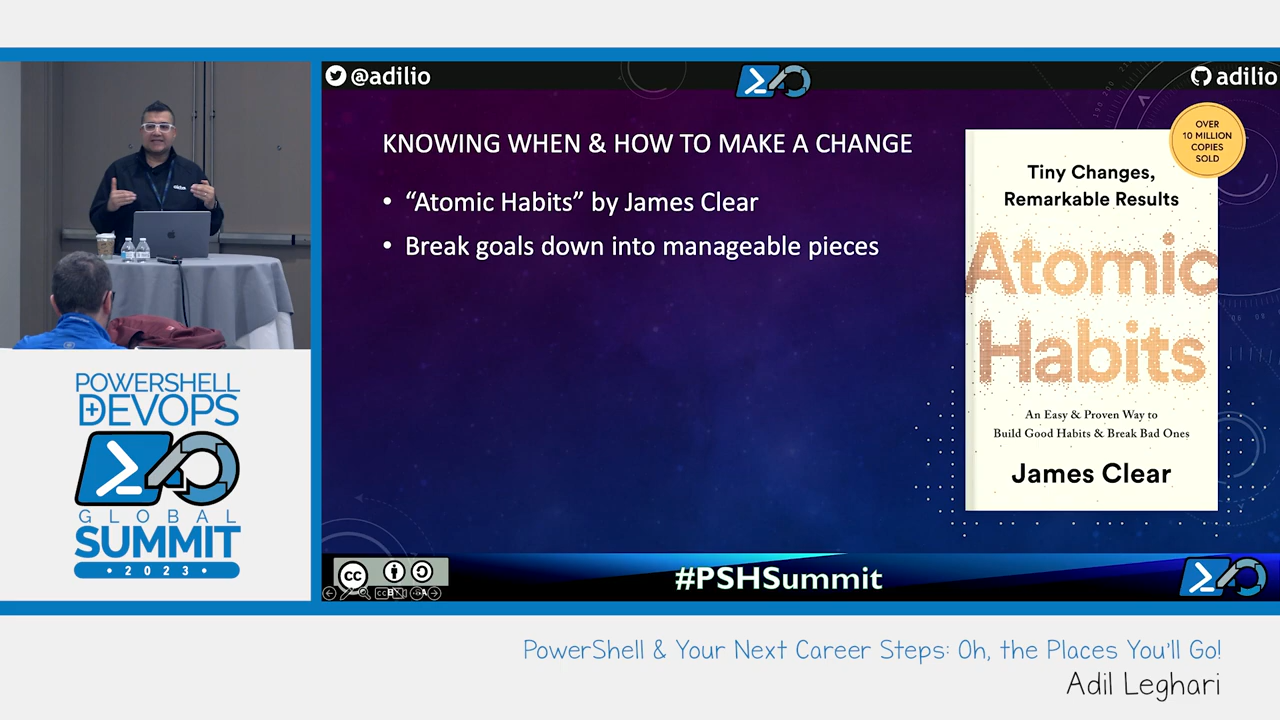 @adilio
adilio
KNOWING WHEN & HOW TO MAKE A CHANGE
• “Atomic Habits” by James Clear
• Break goals down into manageable pieces
OVER
10 MILLION
COPIES
SOLD
Tiny Changes,
Remarkable Results
Atomic
Habits
An Easy & Proven Way to
Build Good Habits & Break Bad Ones
James Clear
POWERSHELL
+DEVOPS
GLOBAL
SUMMIT
• 2023 •
cc
#PSHSummit
PowerShell & Your Next Career Steps: Oh, the Places You'll Go!
Adil Leghari